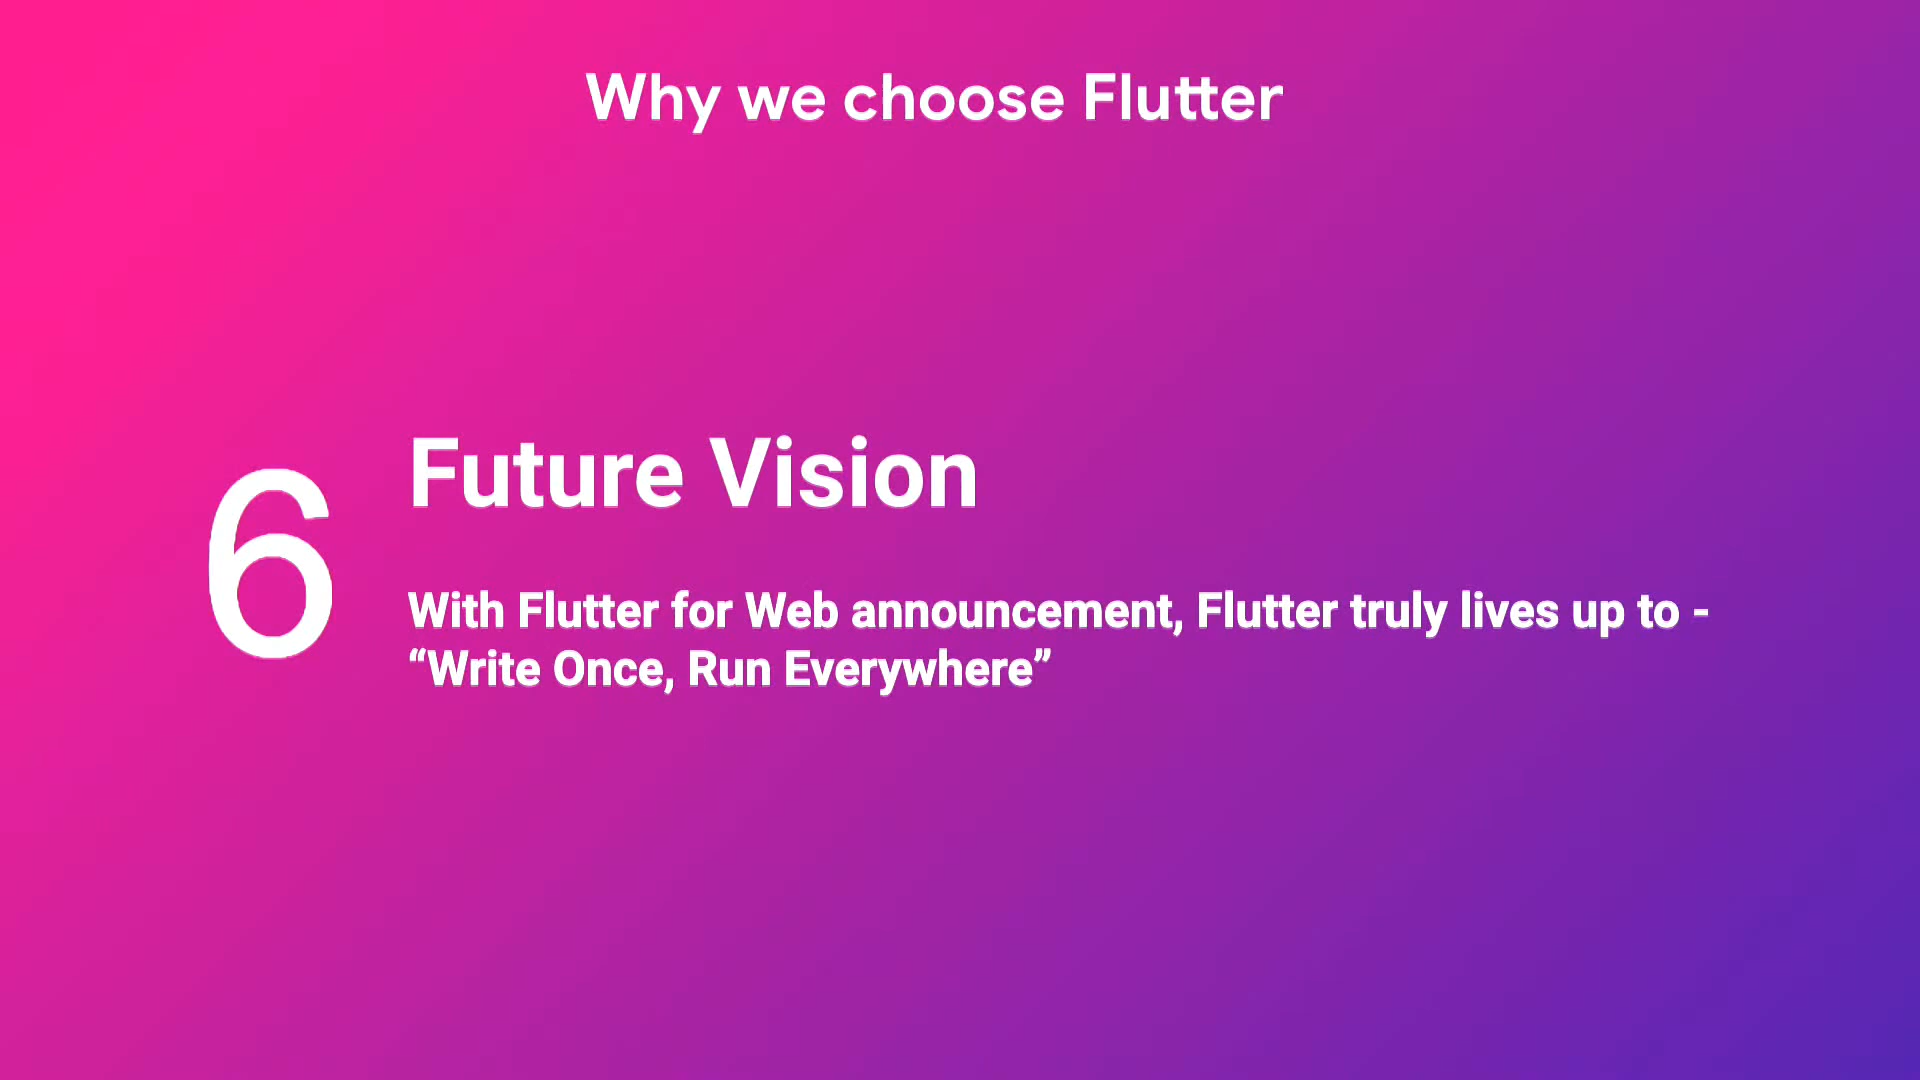 Why we choose Flutter
6
Future Vision
With Flutter for Web announcement, Flutter truly lives up to -
“Write Once, Run Everywhere”